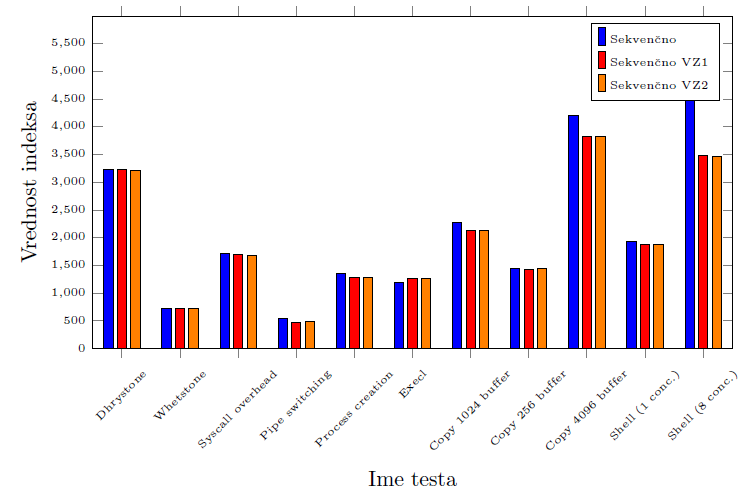 Sekvenčno
Sekvenčno VZ1
Sekvenčno VZ2
5,500
5,000
4,500
4,000
3,500
3,000
2,500
2,000
1,500
1,000
500
0
Vrednost indeksa
Dhrystone
Whetstone
Syscall overhead
Pipe switching
Process creation
Execl
Copy 1024 buffer
Copy 256 buffer
Copy 4096 buffer
Shell (1 conc.)
Shell (8 conc.)
Ime testa